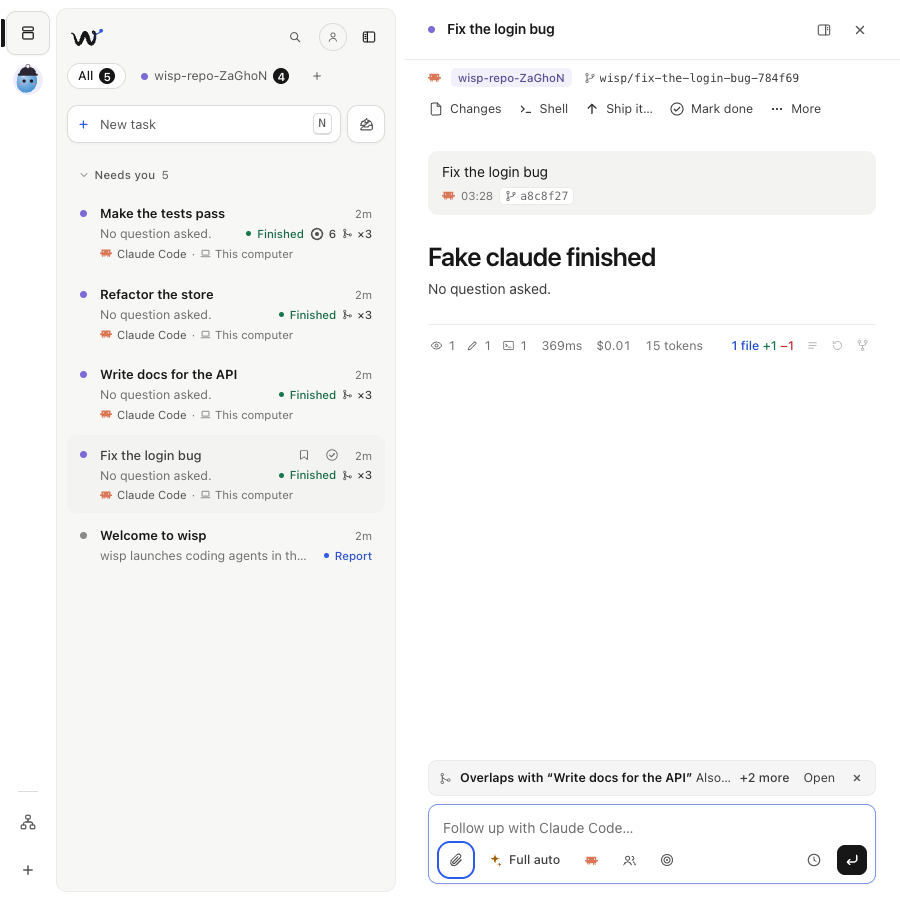 All 5
wisp-repo-ZaGhoN 4
New task N
Needs you 5
Make the tests pass 2m
No question asked. Finished 6 ×3
Claude Code · This computer
Refactor the store 2m
No question asked. Finished ×3
Claude Code · This computer
Write docs for the API 2m
No question asked. Finished ×3
Claude Code · This computer
Fix the login bug 2m
No question asked. Finished ×3
Claude Code · This computer
Welcome to wisp 2m
wisp launches coding agents in th… Report
Fix the login bug
wisp-repo-ZaGhoN wisp/fix-the-login-bug-784f69
Changes Shell Ship it… Mark done More
Fix the login bug
03:28 a8c8f27
Fake claude finished
No question asked.
1 1 1 369ms $0.01 15 tokens 1 file +1 −1
Overlaps with “Write docs for the API” Also… +2 more Open
Follow up with Claude Code…
Full auto